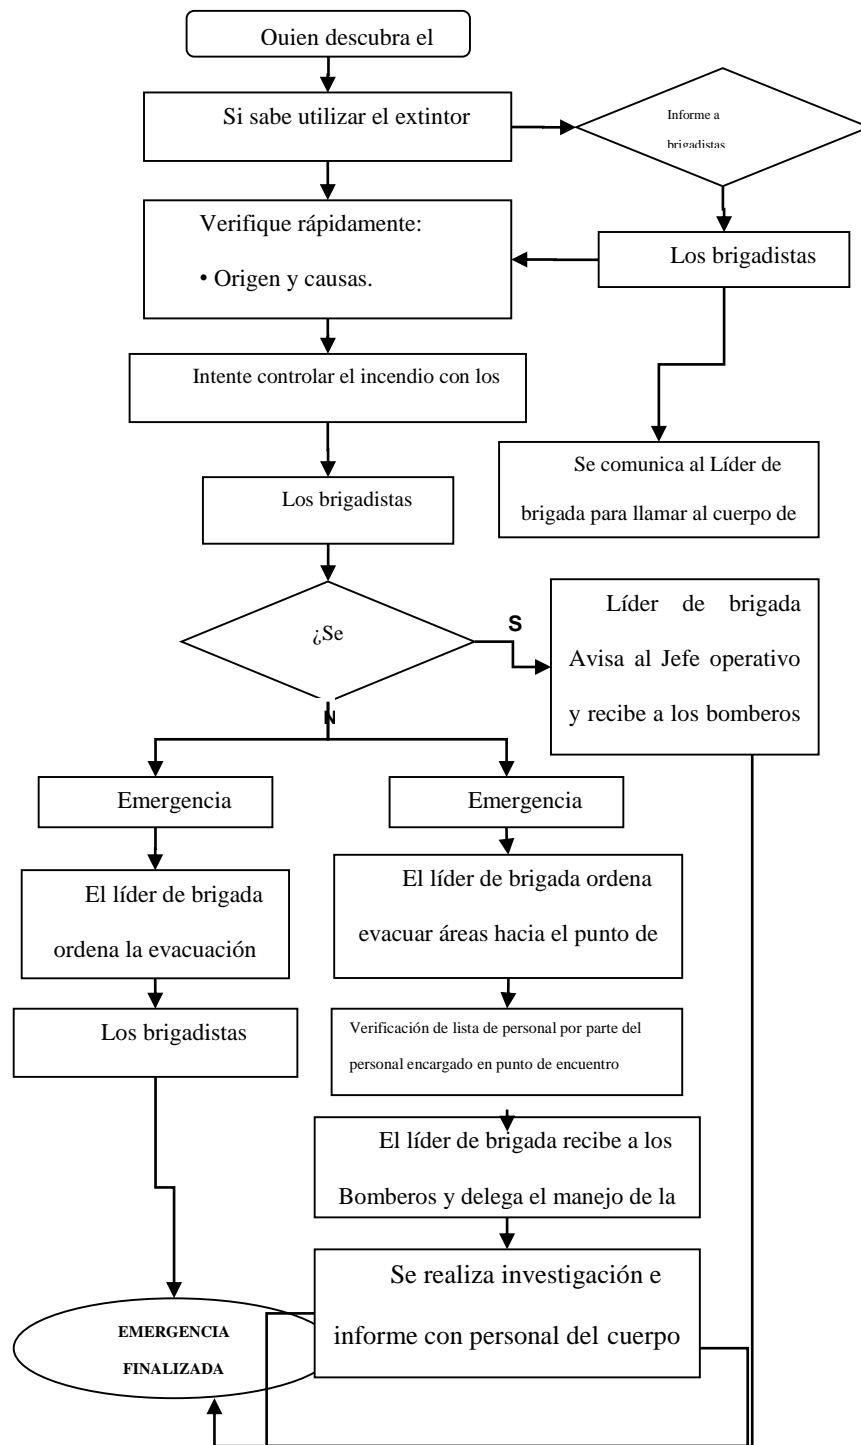 Quien descubra el
Si sabe utilizar el extintor
Informe a
brigadistas
Verifique rápidamente:
• Origen y causas.
Los brigadistas
Intente controlar el incendio con los
Se comunica al Líder de
brigada para llamar al cuerpo de
Los brigadistas
¿Se
S
Líder de brigada
Avisa al Jefe operativo
y recibe a los bomberos
N
Emergencia
Emergencia
El líder de brigada
ordena la evacuación
El líder de brigada ordena
evacuar áreas hacia el punto de
Los brigadistas
Verificación de lista de personal por parte del
personal encargado en punto de encuentro
El líder de brigada recibe a los
Bomberos y delega el manejo de la
Se realiza investigación e
informe con personal del cuerpo
EMERGENCIA
FINALIZADA